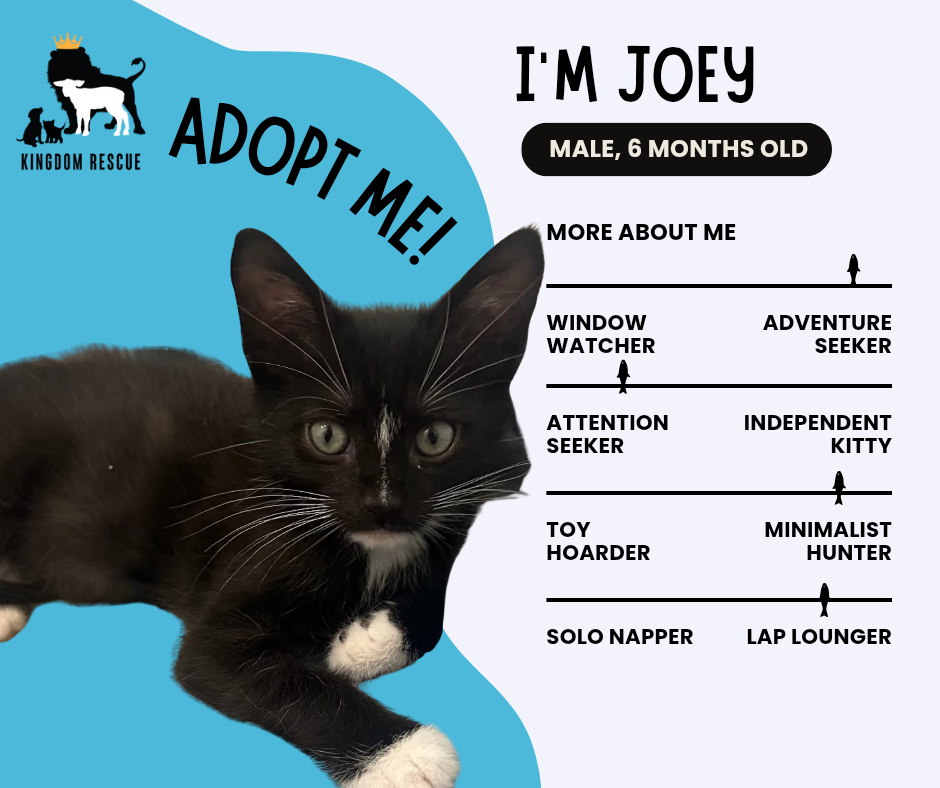 KINGDOM RESCUE
ADOPT ME!
I'M JOEY
MALE, 6 MONTHS OLD
MORE ABOUT ME
WINDOW
WATCHER
ADVENTURE
SEEKER
ATTENTION
SEEKER
INDEPENDENT
KITTY
TOY
HOARDER
MINIMALIST
HUNTER
SOLO NAPPER
LAP LOUNGER